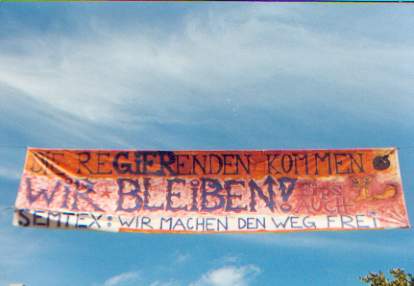 DIE REGIERENDEN KOMMEN
WIR BLEIBEN!
SEMTEX: WIR MACHEN DEN WEG FREI